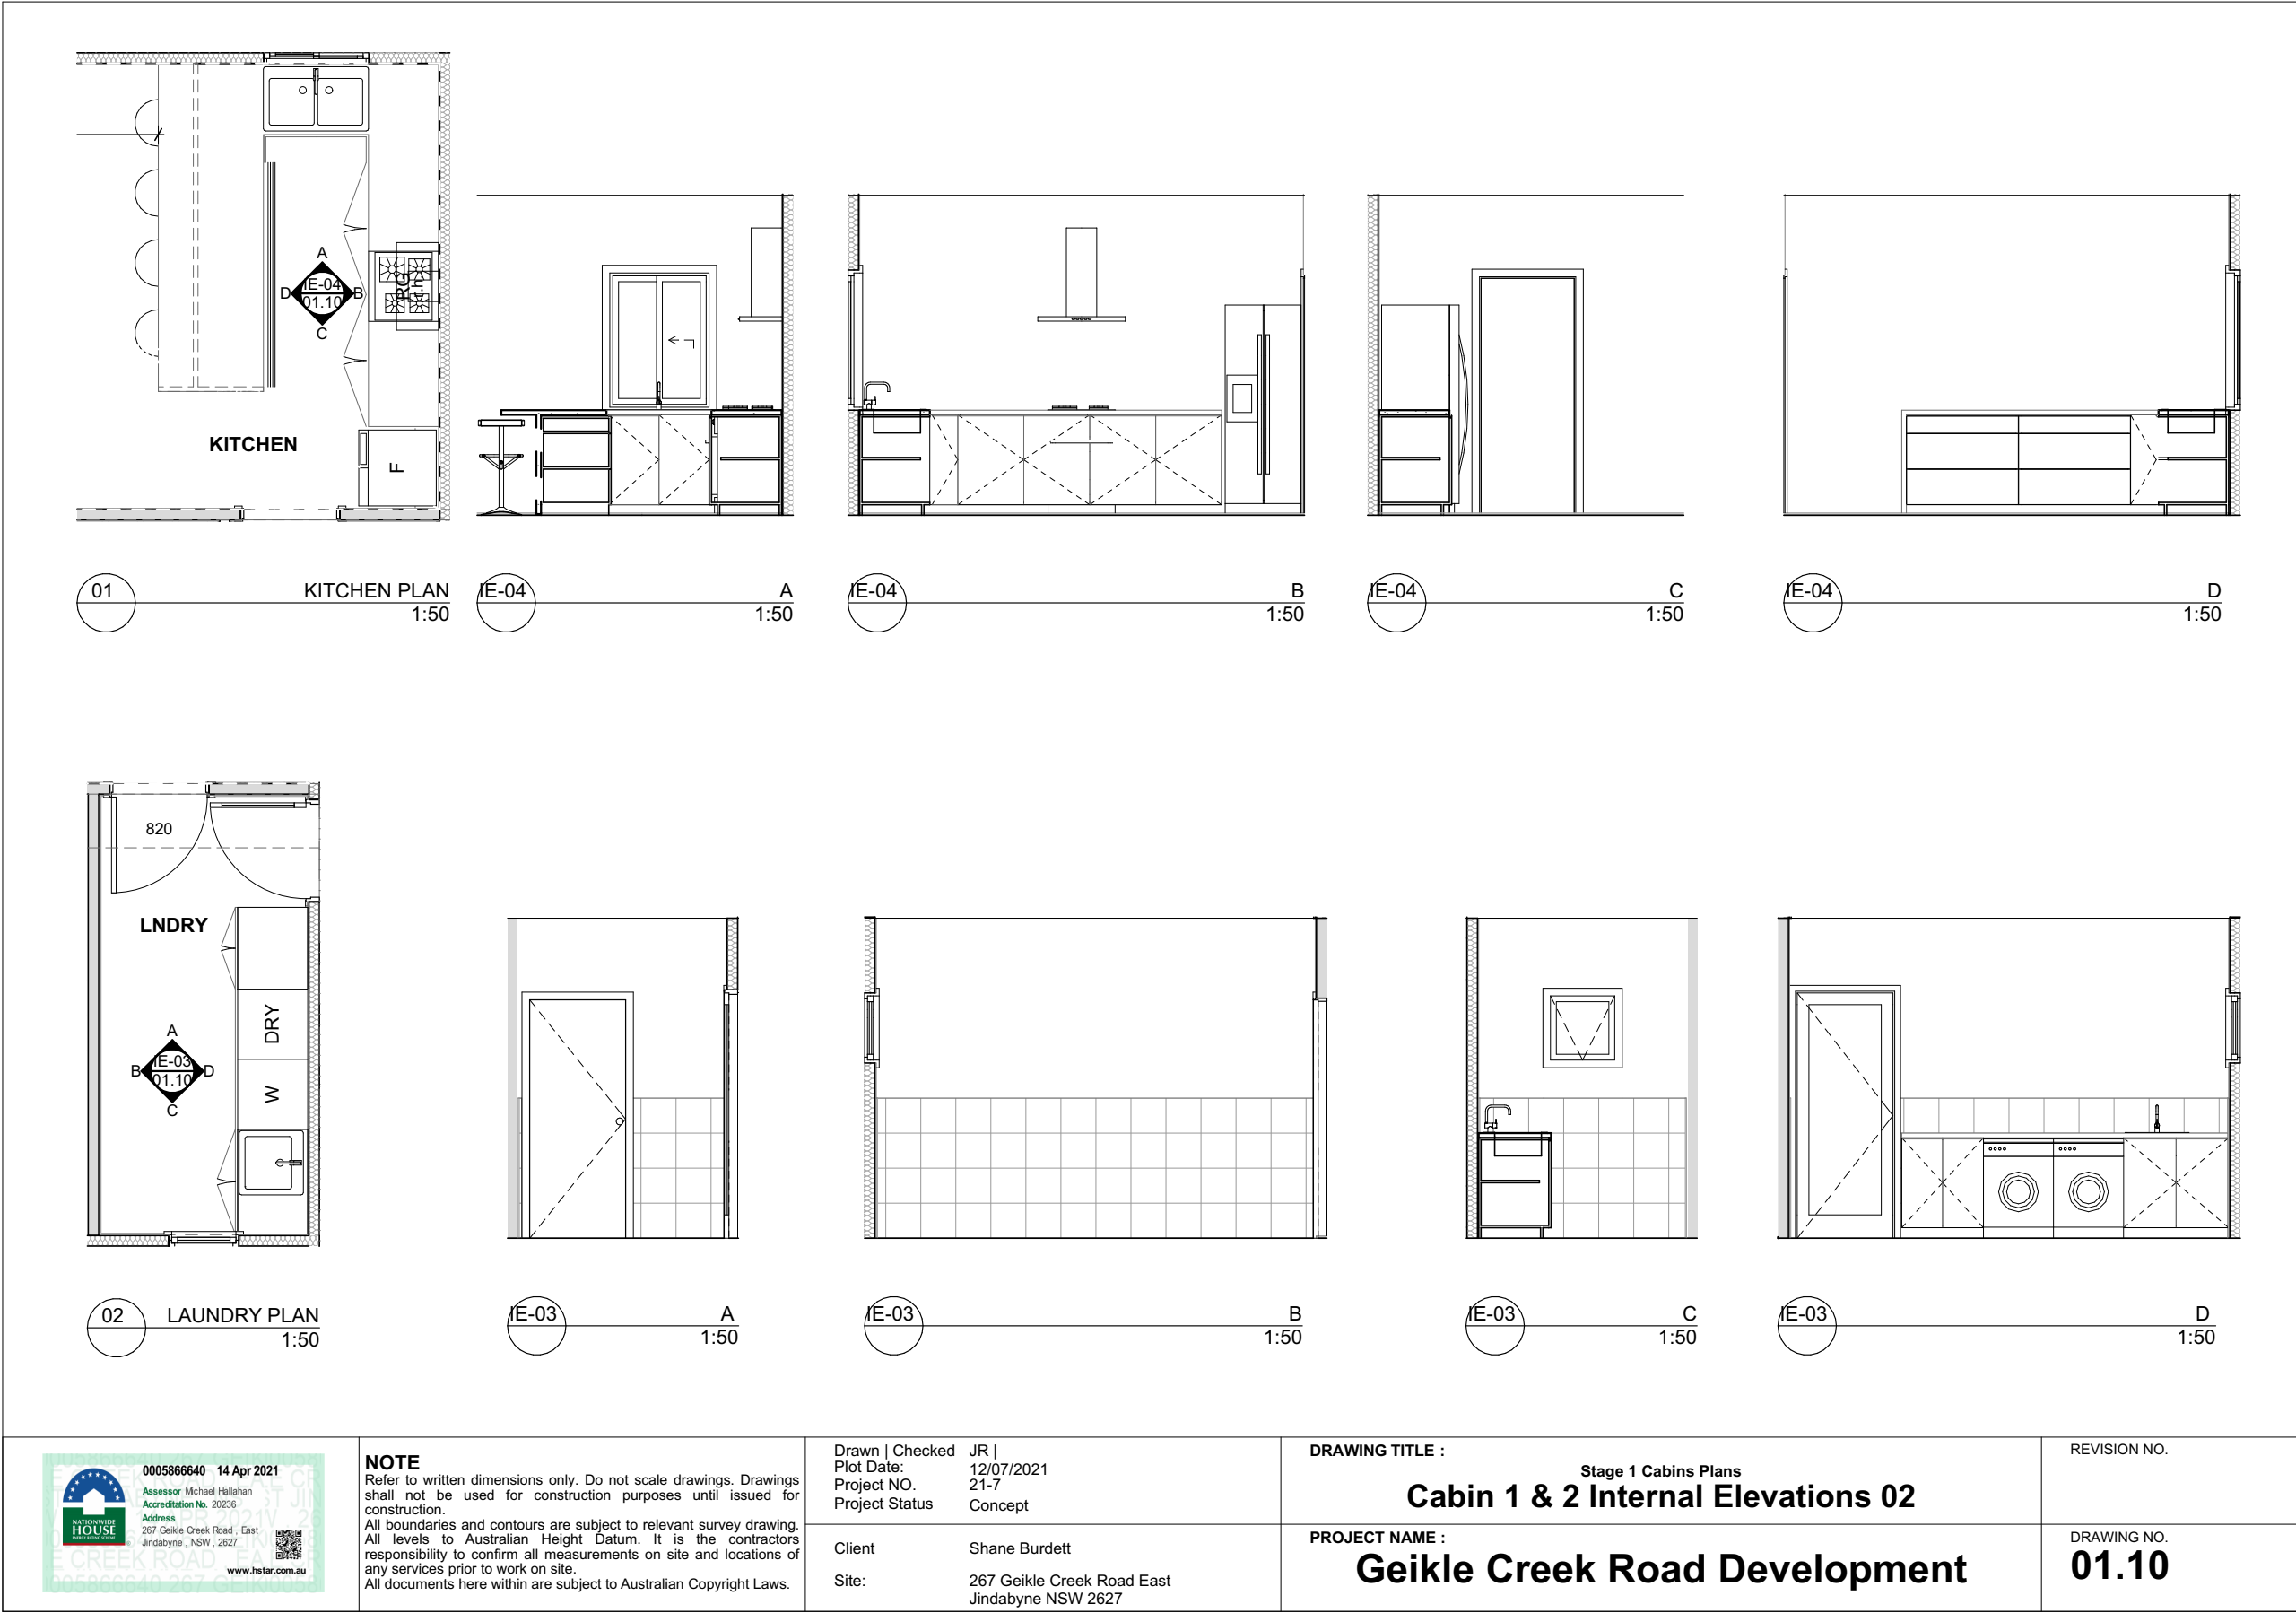 A
IE-04
D
B
01.10
C
RG
r.h
KITCHEN
F
01
KITCHEN PLAN
1:50
IE-04
A
1:50
IE-04
B
1:50
IE-04
C
1:50
IE-04
D
1:50
820
LNDRY
DRY
A
IE-03
B
D
01.10
C
W
02
LAUNDRY PLAN
1:50
IE-03
A
1:50
IE-03
B
1:50
IE-03
C
1:50
IE-03
D
1:50
0005866640 14 Apr 2021
Assessor Michael Hallahan
Accreditation No. 20236
Address
267 Geikle Creek Road , East
Jindabyne , NSW , 2627
www.hstar.com.au
NATIONWIDE
HOUSE
ENERGY RATING SCHEME
NOTE
Refer to written dimensions only. Do not scale drawings. Drawings
shall not be used for construction purposes until issued for
construction.
All boundaries and contours are subject to relevant survey drawing.
All levels to Australian Height Datum. It is the contractors
responsibility to confirm all measurements on site and locations of
any services prior to work on site.
All documents here within are subject to Australian Copyright Laws.
Drawn | Checked JR |
Plot Date: 12/07/2021
Project NO. 21-7
Project Status Concept
Client Shane Burdett
Site: 267 Geikle Creek Road East
Jindabyne NSW 2627
DRAWING TITLE :
Stage 1 Cabins Plans
Cabin 1 & 2 Internal Elevations 02
PROJECT NAME :
Geikle Creek Road Development
REVISION NO.
DRAWING NO.
01.10